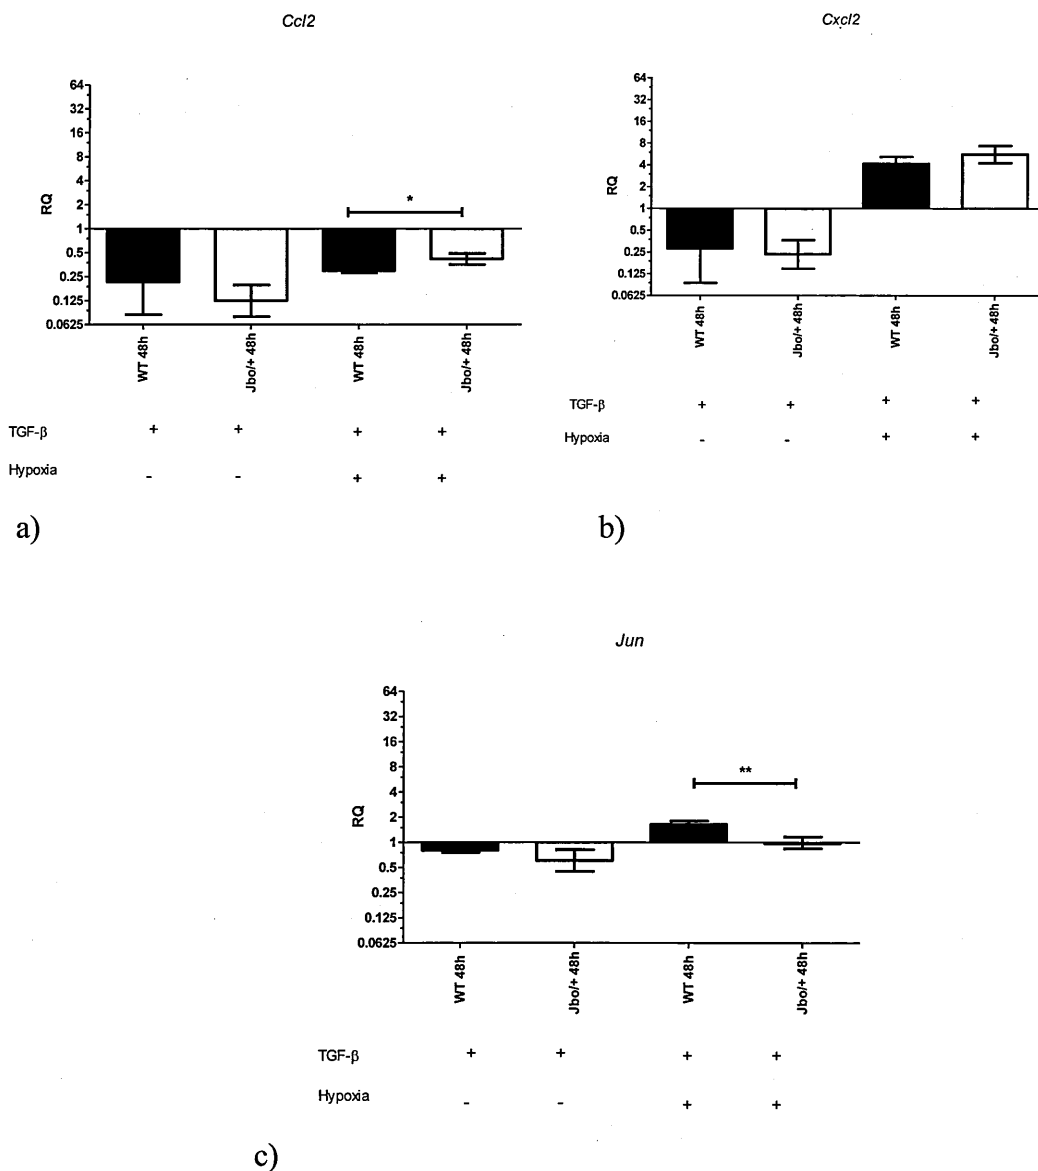 Ccl2
64
32
16
8
4
2
1
0.5
0.25
0.125
0.0625
RQ
*
WT 48h
Jbo/+ 48h
WT 48h
Jbo/+ 48h
TGF-β + + + +
Hypoxia - - + +
a)
Cxcl2
64
32
16
8
4
2
1
0.5
0.25
0.125
0.0625
RQ
WT 48h
Jbo/+ 48h
WT 48h
Jbo/+ 48h
TGF-β + + + +
Hypoxia - - + +
b)
Jun
64
32
16
8
4
2
1
0.5
0.25
0.125
0.0625
RQ
**
WT 48h
Jbo/+ 48h
WT 48h
Jbo/+ 48h
TGF-β + + + +
Hypoxia - - + +
c)